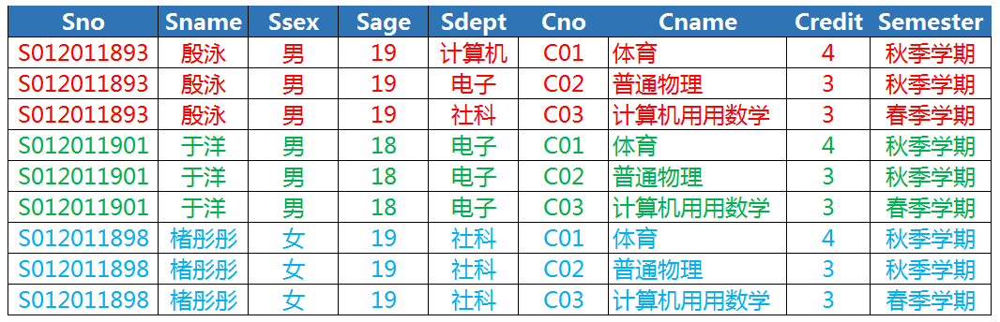 Sno Sname Ssex Sage Sdept Cno Cname Credit Semester
S012011893 殷泳 男 19 计算机 C01 体育 4 秋季学期
S012011893 殷泳 男 19 电子 C02 普通物理 3 秋季学期
S012011893 殷泳 男 19 社科 C03 计算机用用数学 3 春季学期
S012011901 于洋 男 18 电子 C01 体育 4 秋季学期
S012011901 于洋 男 18 电子 C02 普通物理 3 秋季学期
S012011901 于洋 男 18 电子 C03 计算机用用数学 3 春季学期
S012011898 楮彤彤 女 19 社科 C01 体育 4 秋季学期
S012011898 楮彤彤 女 19 社科 C02 普通物理 3 秋季学期
S012011898 楮彤彤 女 19 社科 C03 计算机用用数学 3 春季学期